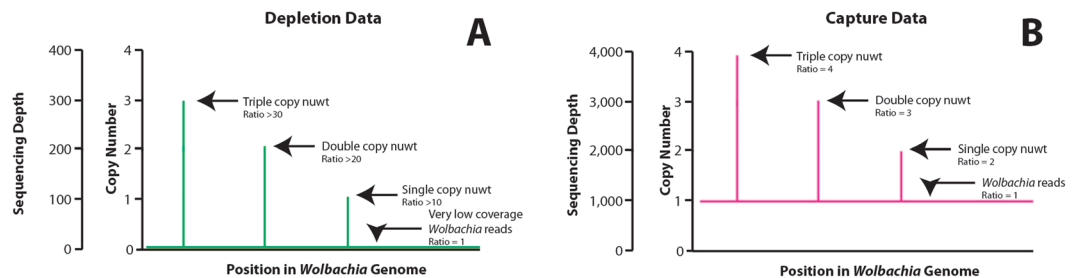 Depletion Data
A
400
300
200
100
0
Sequencing Depth
4
3
2
1
0
Copy Number
Triple copy nuwt
Ratio >30
Double copy nuwt
Ratio >20
Single copy nuwt
Ratio >10
Very low coverage
Wolbachia reads
Ratio = 1
Position in Wolbachia Genome
Capture Data
B
4,000
3,000
2,000
1,000
0
Sequencing Depth
4
3
2
1
0
Copy Number
Triple copy nuwt
Ratio = 4
Double copy nuwt
Ratio = 3
Single copy nuwt
Ratio = 2
Wolbachia reads
Ratio = 1
Position in Wolbachia Genome